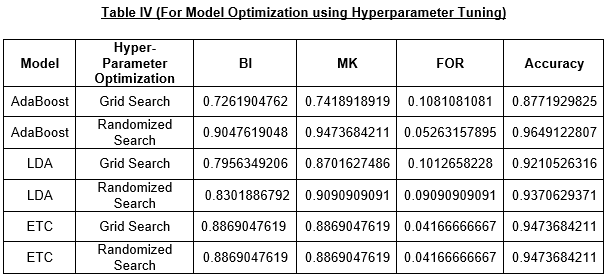 Table IV (For Model Optimization using Hyperparameter Tuning)
Model Hyper-Parameter Optimization BI MK FOR Accuracy
AdaBoost Grid Search 0.7261904762 0.7418918919 0.1081081081 0.8771929825
AdaBoost Randomized Search 0.9047619048 0.9473684211 0.05263157895 0.9649122807
LDA Grid Search 0.7956349206 0.8701627486 0.1012658228 0.9210526316
LDA Randomized Search 0.8301886792 0.9090909091 0.09090909091 0.9370629371
ETC Grid Search 0.8869047619 0.8869047619 0.04166666667 0.9473684211
ETC Randomized Search 0.8869047619 0.8869047619 0.04166666667 0.9473684211